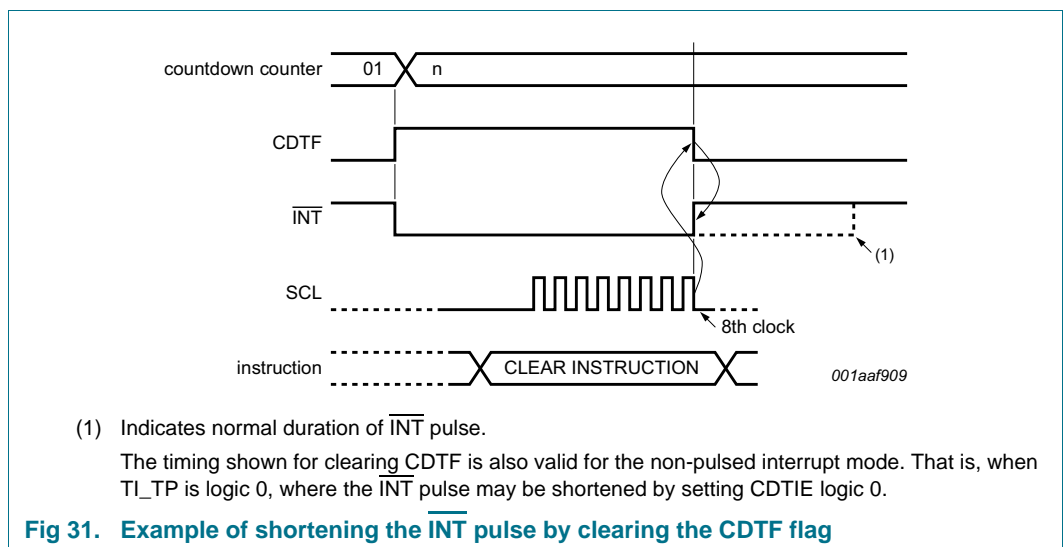 countdown counter 01 n
CDTF
INT
(1)
SCL
8th clock
instruction CLEAR INSTRUCTION
001aaf909
(1) Indicates normal duration of INT pulse.
The timing shown for clearing CDTF is also valid for the non-pulsed interrupt mode. That is, when
TI_TP is logic 0, where the INT pulse may be shortened by setting CDTIE logic 0.
Fig 31. Example of shortening the INT pulse by clearing the CDTF flag